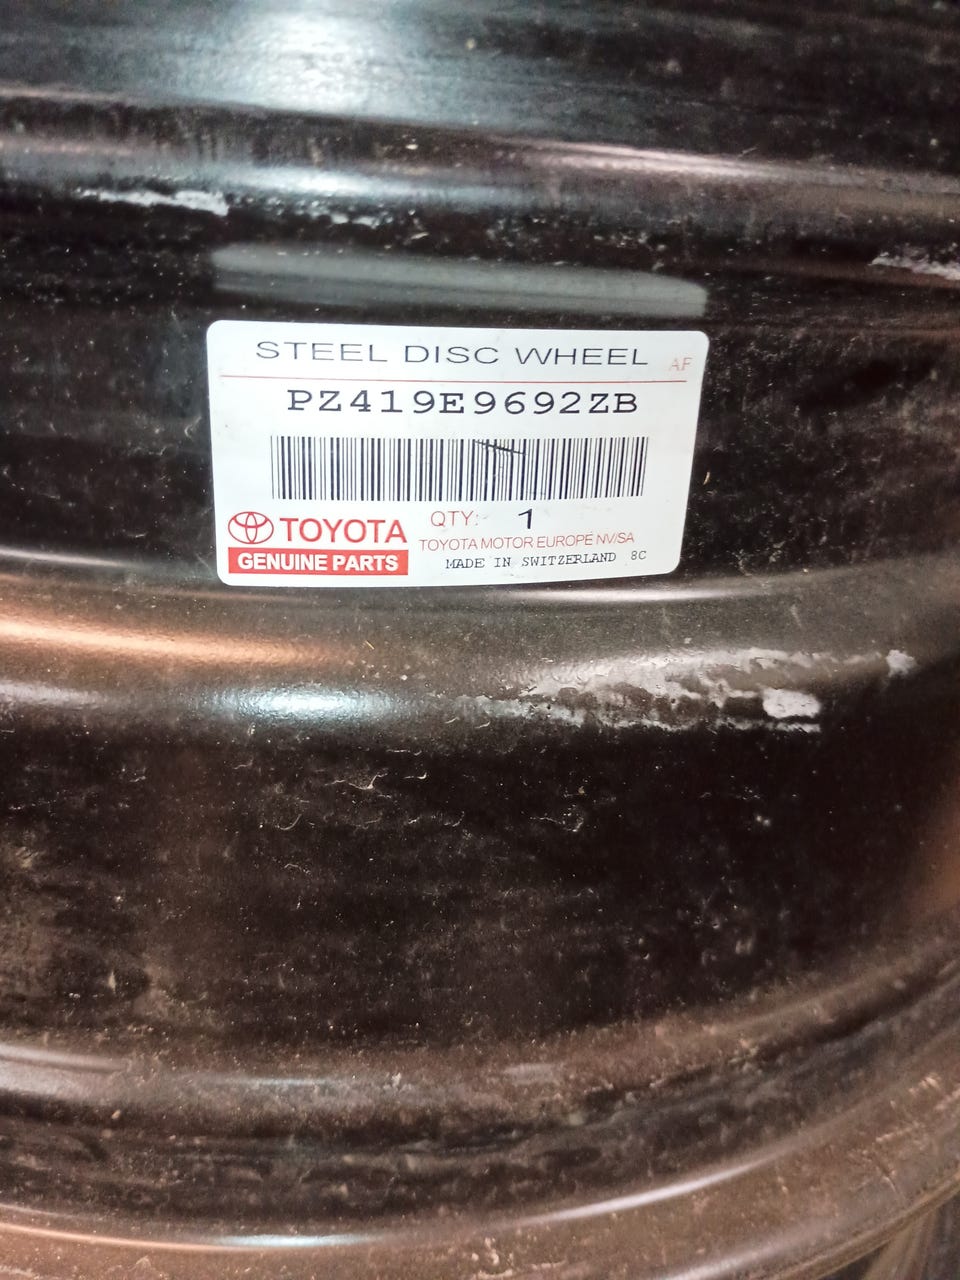 STEEL DISC WHEEL AF
PZ419E9692ZB
QTY: 1
TOYOTA
TOYOTA MOTOR EUROPE NV/SA
GENUINE PARTS
MADE IN SWITZERLAND 8C